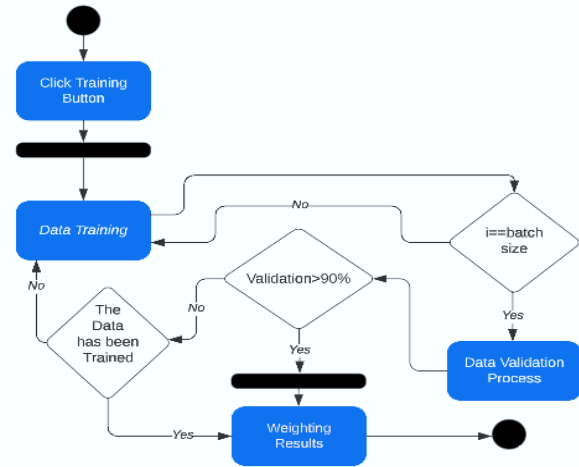 Click Training
Button
Data Training
No
i==batch
size
Validation>90%
No
No
The
Data
has been
Trained
Yes
Yes
Data Validation
Process
Yes
Weighting
Results